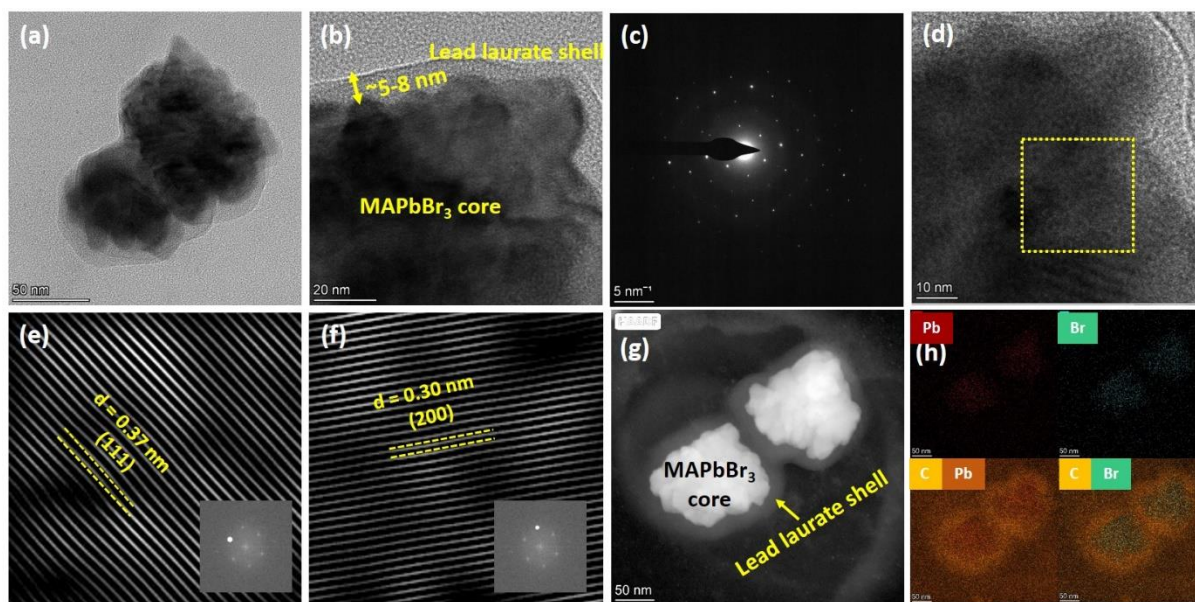 (a)
50 nm
(b)
Lead laurate shell
~5-8 nm
MAPbBr₃ core
20 nm
(c)
5 nm⁻¹
(d)
10 nm
(e)
d = 0.37 nm
(111)
(f)
d = 0.30 nm
(200)
(g)
MAPbBr₃
core
Lead laurate shell
50 nm
Pb
Br
(h)
50 nm
50 nm
C Pb
C Br
50 nm
50 nm